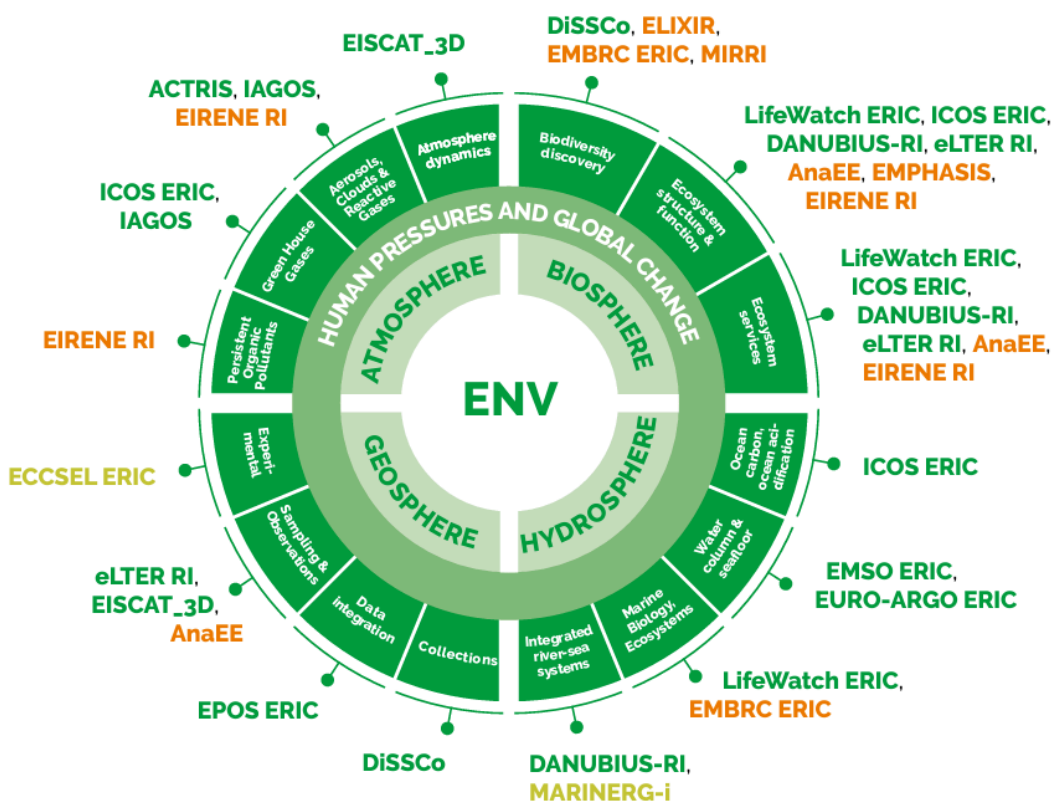 EISCAT_3D
DiSSCo, ELIXIR,
EMBRC ERIC, MIRRI
ACTRIS, IAGOS,
EIRENE RI
LifeWatch ERIC, ICOS ERIC,
DANUBIUS-RI, eLTER RI,
AnaEE, EMPHASIS,
EIRENE RI
ICOS ERIC,
IAGOS
LifeWatch ERIC,
ICOS ERIC,
DANUBIUS-RI,
eLTER RI, AnaEE,
EIRENE RI
EIRENE RI
ECCSEL ERIC
ICOS ERIC
eLTER RI,
EISCAT_3D,
AnaEE
EMSO ERIC,
EURO-ARGO ERIC
EPOS ERIC
LifeWatch ERIC,
EMBRC ERIC
DiSSCo
DANUBIUS-RI,
MARINERG-i
Atmosphere
dynamics
Biodiversity
discovery
Aerosols,
Clouds &
Reactive
Gases
Ecosystem
structure &
function
Green House
Gases
Ecosystem
services
Persistent
Organic
Pollutants
Experi-
mental
Ocean
carbon,
ocean aci-
dification
Sampling &
Observations
Water
column &
seafloor
Data
integration
Marine
Biology,
Ecosystems
Collections
Integrated
river-sea
systems
HUMAN PRESSURES AND GLOBAL CHANGE
ATMOSPHERE
BIOSPHERE
ENV
GEOSPHERE
HYDROSPHERE